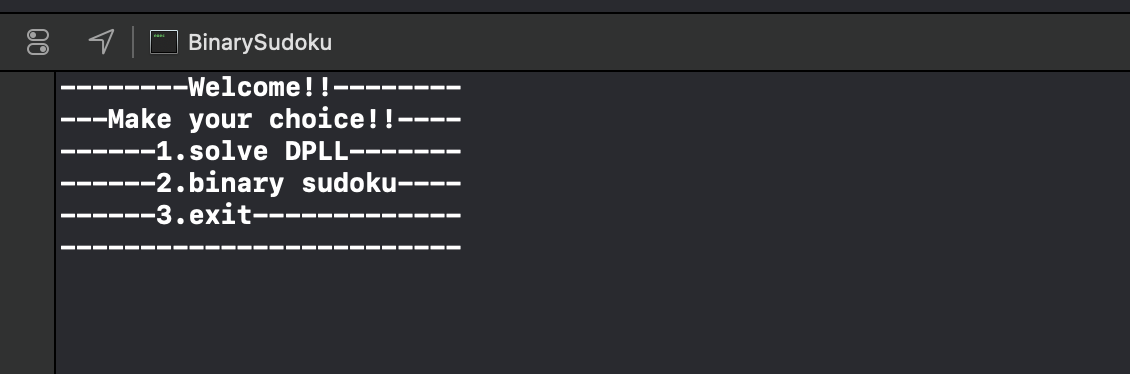 BinarySudoku
--------Welcome!!--------
---Make your choice!!----
------1.solve DPLL-------
------2.binary sudoku----
------3.exit-------------
-------------------------